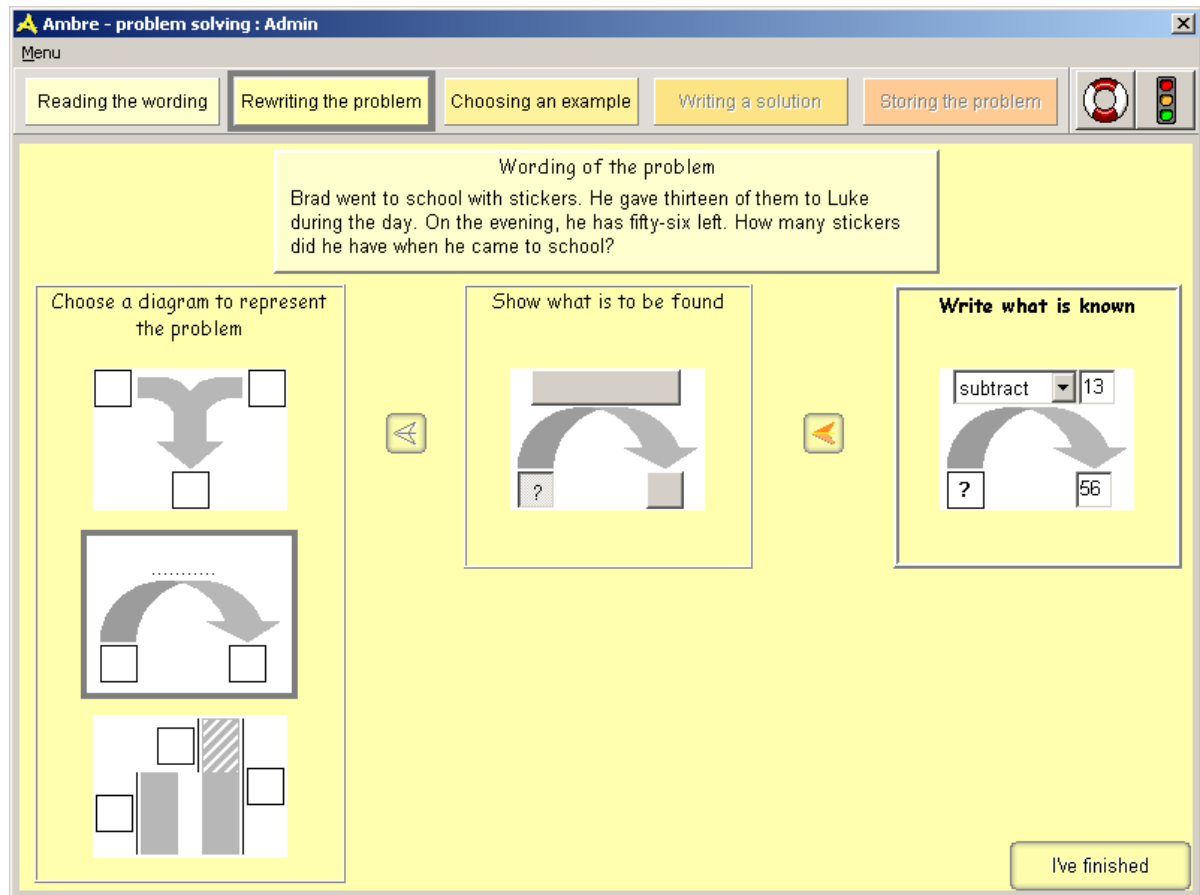 Ambre - problem solving : Admin
Menu
Reading the wording
Rewriting the problem
Choosing an example
Writing a solution
Storing the problem
Wording of the problem
Brad went to school with stickers. He gave thirteen of them to Luke
during the day. On the evening, he has fifty-six left. How many stickers
did he have when he came to school?
Choose a diagram to represent
the problem
...........
Show what is to be found
?
Write what is known
subtract 13
? 56
I've finished